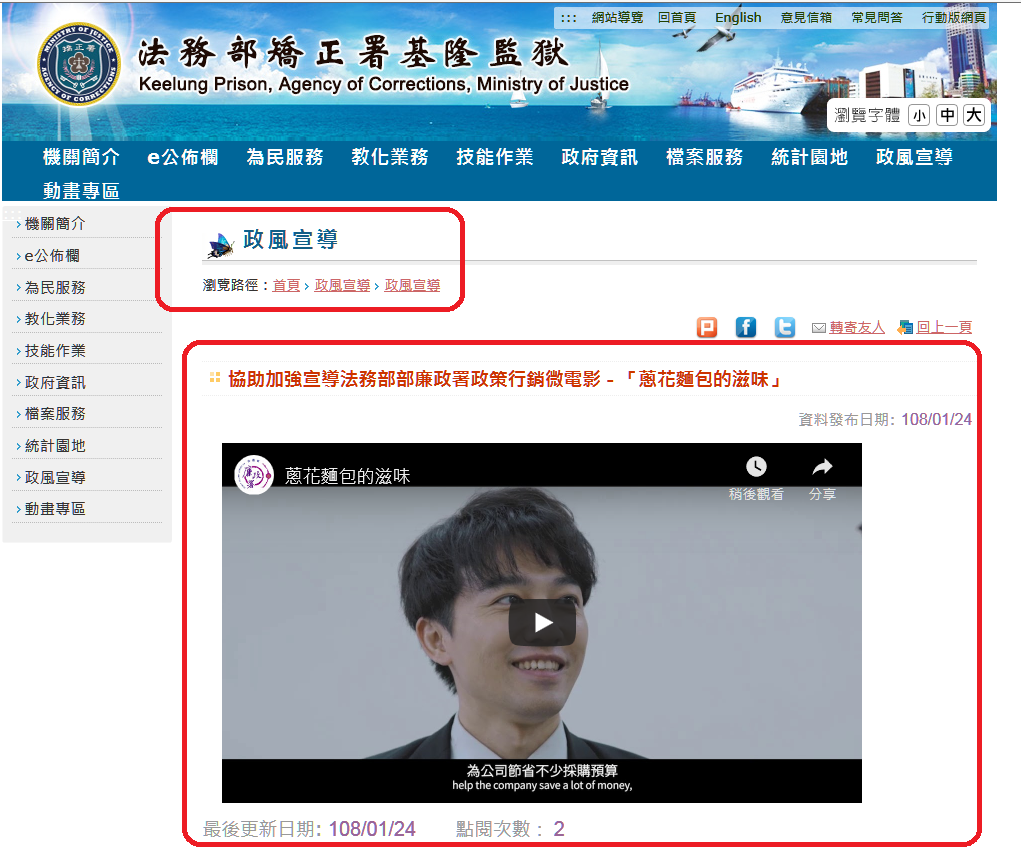 ::: 網站導覽 回首頁 English 意見信箱 常見問答 行動版網頁
MINISTRY OF JUSTICE
矯正署
AGENCY OF CORRECTIONS
法務部矯正署基隆監獄
Keelung Prison, Agency of Corrections, Ministry of Justice
瀏覽字體 小 中 大
機關簡介 e公佈欄 為民服務 教化業務 技能作業 政府資訊 檔案服務 統計園地 政風宣導
動畫專區
機關簡介
e公佈欄
為民服務
教化業務
技能作業
政府資訊
檔案服務
統計園地
政風宣導
動畫專區
政風宣導
瀏覽路徑：首頁 › 政風宣導 › 政風宣導
轉寄友人 回上一頁
協助加強宣導法務部部廉政署政策行銷微電影 - 「蔥花麵包的滋味」
資料發布日期: 108/01/24
蔥花麵包的滋味
稍後觀看 分享
為公司節省不少採購預算
help the company save a lot of money,
最後更新日期: 108/01/24 點閱次數： 2